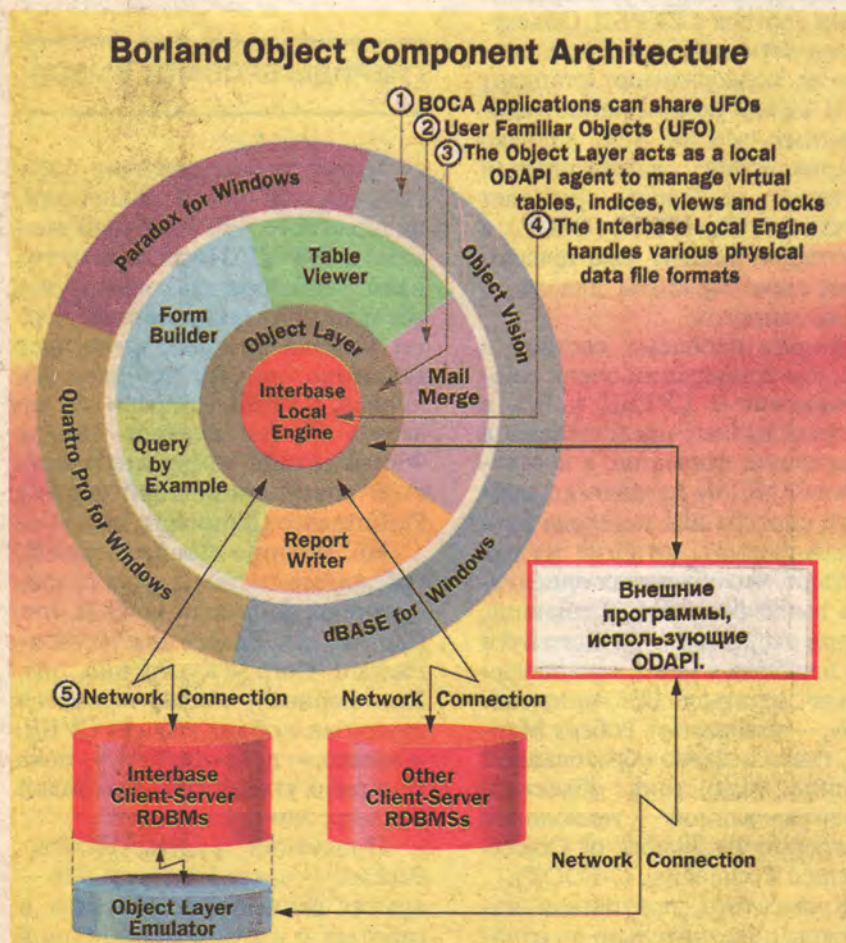 Borland Object Component Architecture
① BOCA Applications can share UFOs
② User Familiar Objects (UFO)
③ The Object Layer acts as a local
ODAPI agent to manage virtual
tables, indices, views and locks
④ The Interbase Local Engine
handles various physical
data file formats
Paradox for Windows
Object Vision
Quattro Pro for Windows
dBASE for Windows
Table
Viewer
Form
Builder
Object Layer
Interbase
Local
Engine
Mail
Merge
Query
by
Example
Report
Writer
Внешние
программы,
использующие
ODAPI.
⑤ Network Connection
Network Connection
Interbase
Client-Server
RDBMs
Other
Client-Server
RDBMSs
Network Connection
Object Layer
Emulator